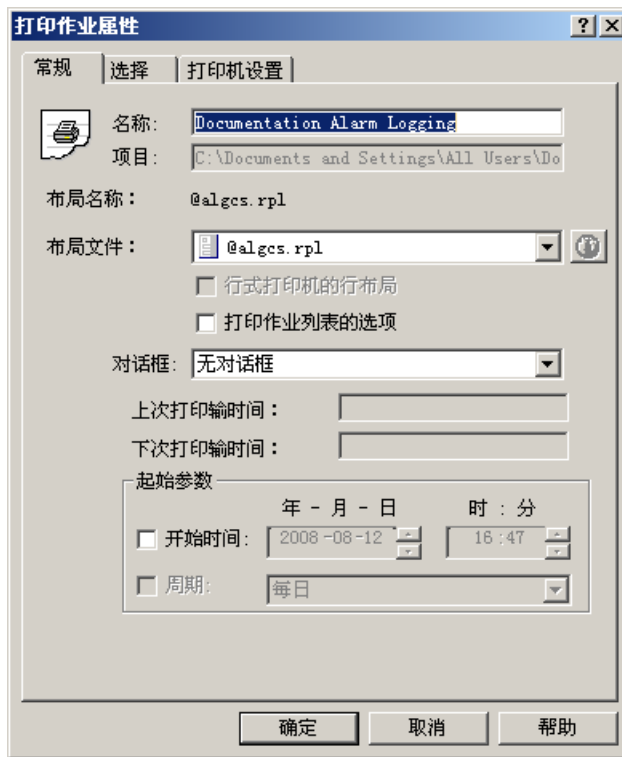 打印作业属性
常规 选择 打印机设置
名称: Documentation Alarm Logging
项目: C:\Documents and Settings\All Users\Do
布局名称： @algcs.rpl
布局文件： @algcs.rpl
行式打印机的行布局
打印作业列表的选项
对话框: 无对话框
上次打印输时间：
下次打印输时间：
起始参数
年 - 月 - 日 时 : 分
开始时间: 2008-08-12 16:47
周期: 每日
确定 取消 帮助